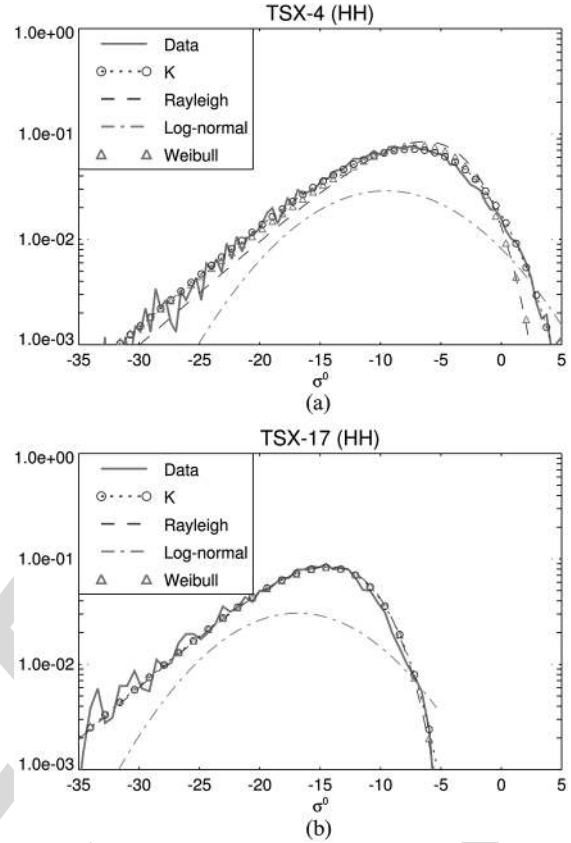 TSX-4 (HH)
1.0e+00
Data
K
Rayleigh
Log-normal
Weibull
1.0e-01
1.0e-02
1.0e-03
-35 -30 -25 -20 -15 -10 -5 0 5
σ⁰
(a)
TSX-17 (HH)
1.0e+00
Data
K
Rayleigh
Log-normal
Weibull
1.0e-01
1.0e-02
1.0e-03
-35 -30 -25 -20 -15 -10 -5 0 5
σ⁰
(b)